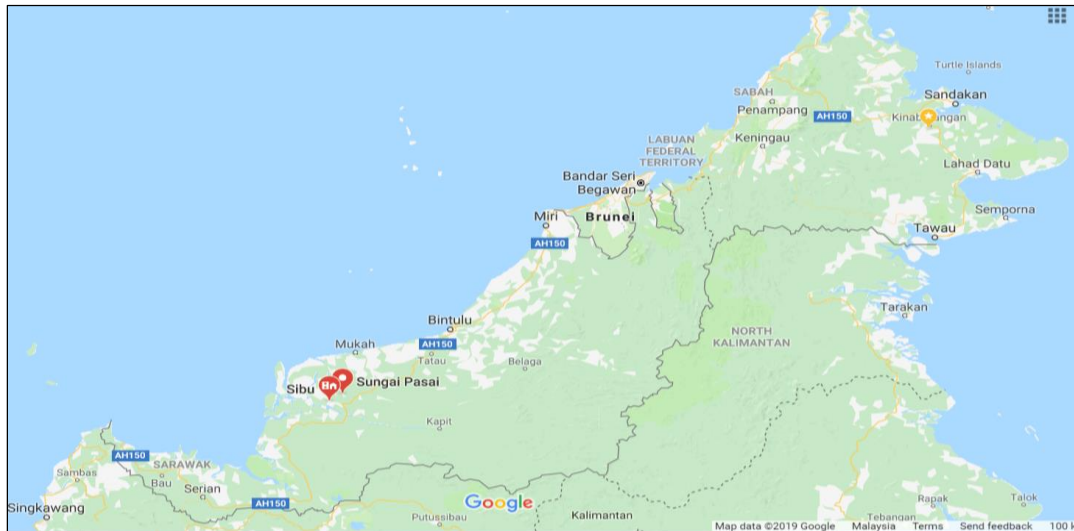 Turtle Islands
Sandakan
SABAH
Penampang
AH150
Kinabatangan
Keningau
LABUAN
FEDERAL
TERRITORY
Lahad Datu
Bandar Seri
Begawan
Semporna
Miri
Brunei
Tawau
AH150
Tarakan
Bintulu
NORTH
KALIMANTAN
Mukah
AH150
Tatau
Belaga
Sibu
Sungai Pasai
Kapit
AH150
SARAWAK
Sambas
Bau
Serian
AH150
Singkawang
Google
Putussibau
Kalimantan
Rapak
Talok
Tebangan
Map data ©2019 Google
Malaysia
Terms
Send feedback
100 k